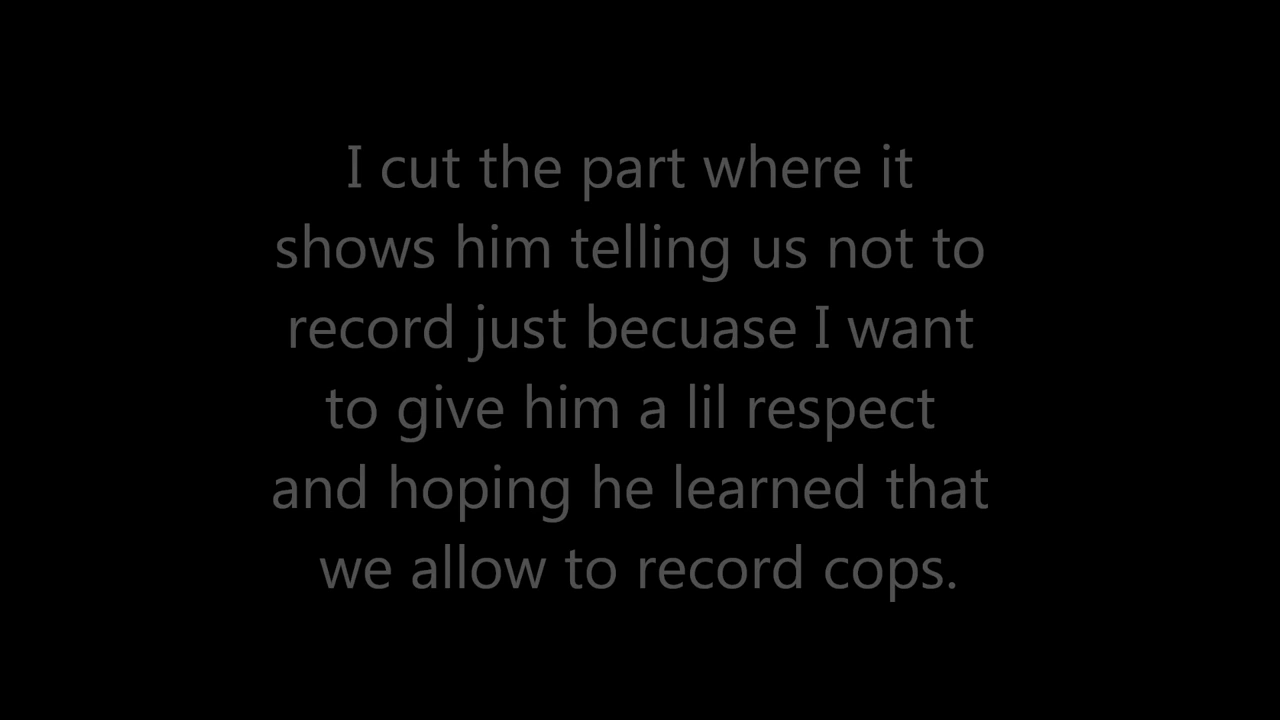 I cut the part where it
shows him telling us not to
record just becuase I want
to give him a lil respect
and hoping he learned that
we allow to record cops.